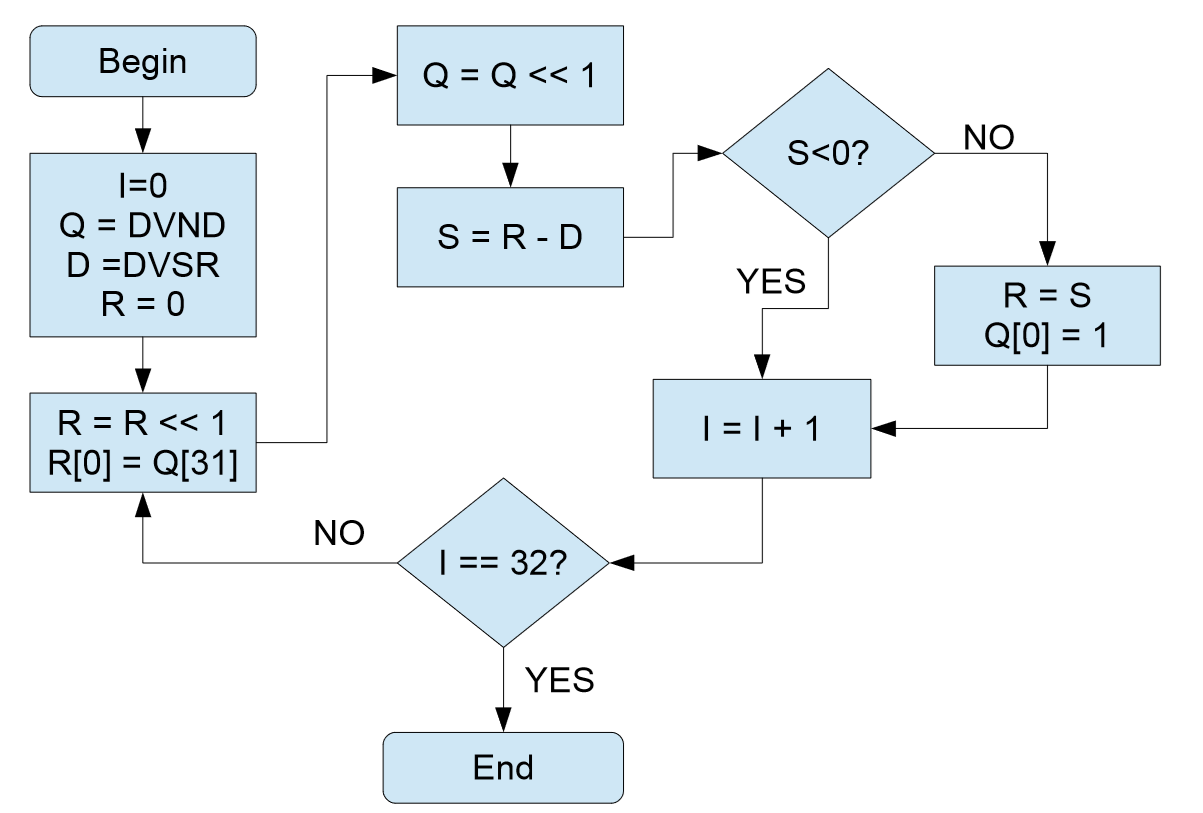 Begin
I=0
Q = DVND
D =DVSR
R = 0
R = R << 1
R[0] = Q[31]
Q = Q << 1
S = R - D
S<0?
NO
YES
R = S
Q[0] = 1
I = I + 1
I == 32?
NO
YES
End